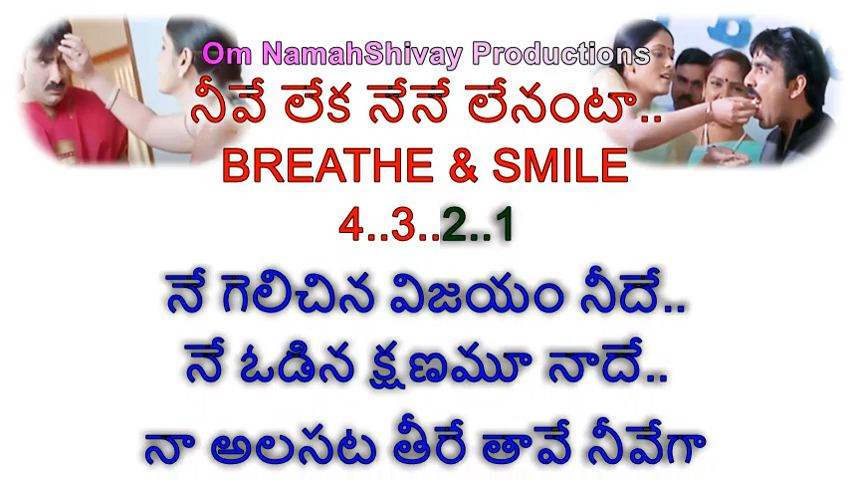 Om NamahShivay Productions
నీవే లేక నేనే లేనంటా..
BREATHE & SMILE
4..3..2..1
నే గెలిచిన విజయం నీదే..
నే ఓడిన క్షణమూ నాదే..
నా అలసట తీరే తావే నీవేగా